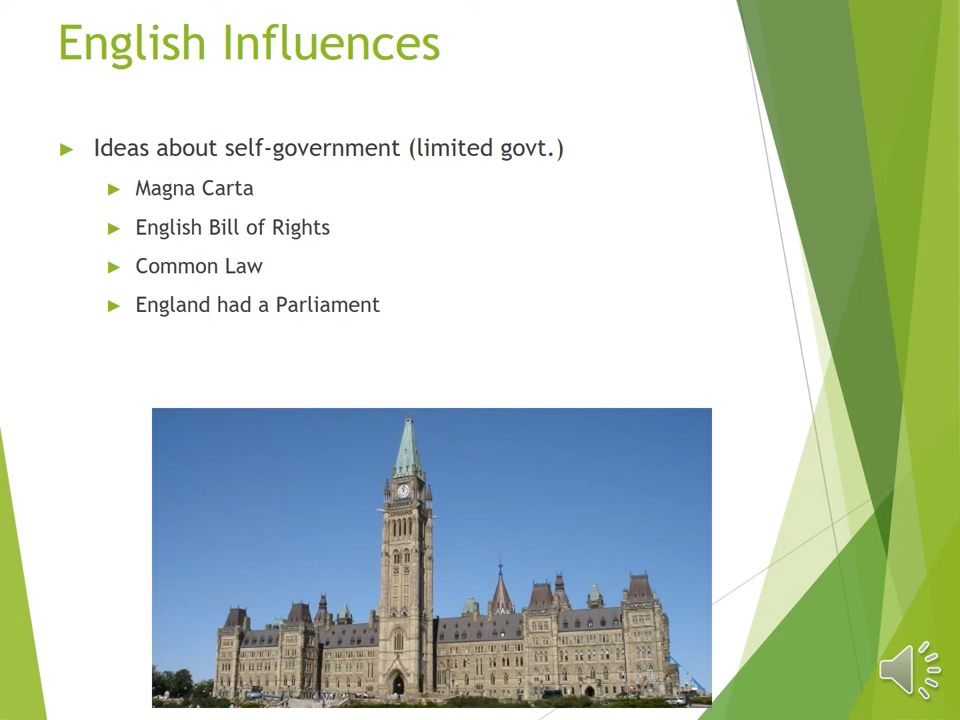 English Influences
Ideas about self-government (limited govt.)
Magna Carta
English Bill of Rights
Common Law
England had a Parliament